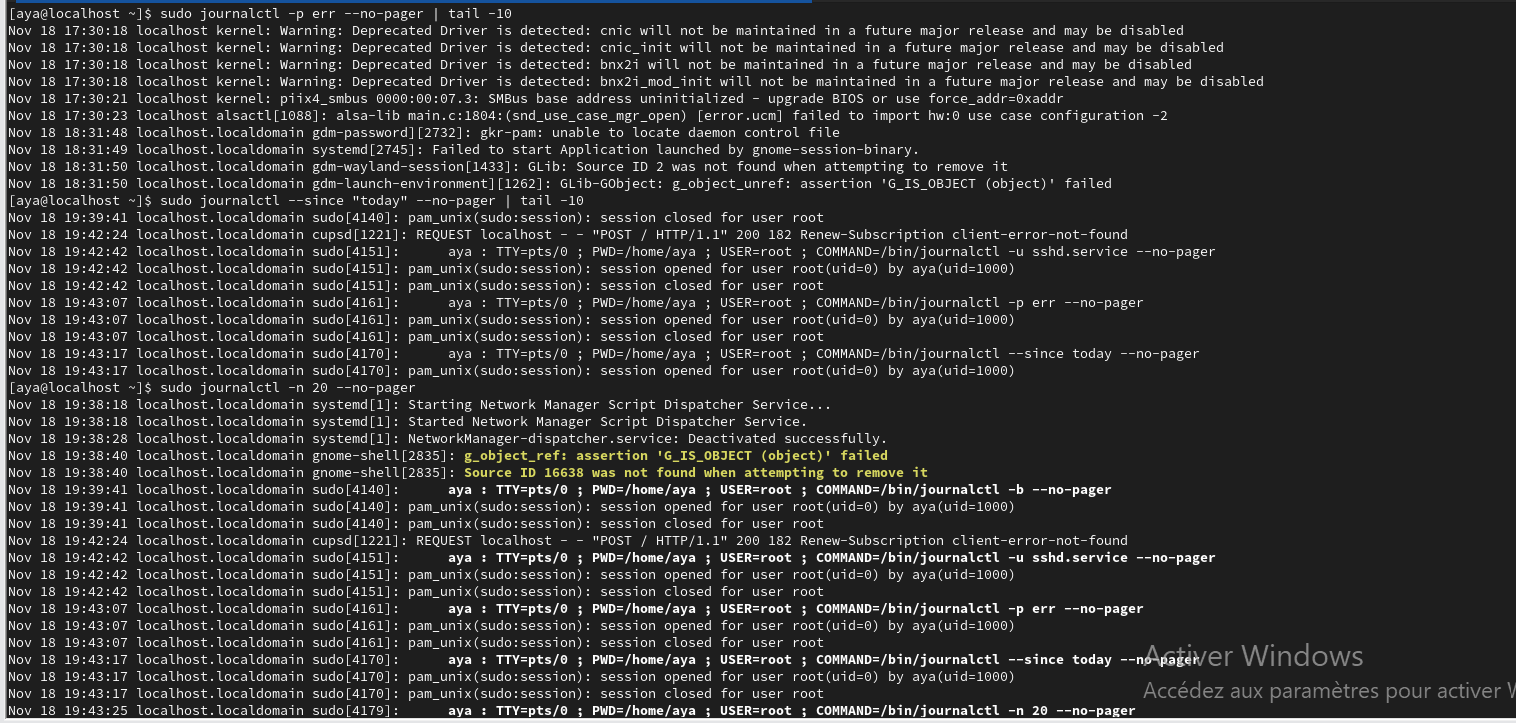 [aya@localhost ~]$ sudo journalctl -p err --no-pager | tail -10
Nov 18 17:30:18 localhost kernel: Warning: Deprecated Driver is detected: cnic will not be maintained in a future major release and may be disabled
Nov 18 17:30:18 localhost kernel: Warning: Deprecated Driver is detected: cnic_init will not be maintained in a future major release and may be disabled
Nov 18 17:30:18 localhost kernel: Warning: Deprecated Driver is detected: bnx2i will not be maintained in a future major release and may be disabled
Nov 18 17:30:18 localhost kernel: Warning: Deprecated Driver is detected: bnx2i_mod_init will not be maintained in a future major release and may be disabled
Nov 18 17:30:21 localhost kernel: piix4_smbus 0000:00:07.3: SMBus base address uninitialized - upgrade BIOS or use force_addr=0xaddr
Nov 18 17:30:23 localhost alsactl[1088]: alsa-lib main.c:1804:(snd_use_case_mgr_open) [error.ucm] failed to import hw:0 use case configuration -2
Nov 18 18:31:48 localhost.localdomain gdm-password][2732]: gkr-pam: unable to locate daemon control file
Nov 18 18:31:49 localhost.localdomain systemd[2745]: Failed to start Application launched by gnome-session-binary.
Nov 18 18:31:50 localhost.localdomain gdm-wayland-session[1433]: GLib: Source ID 2 was not found when attempting to remove it
Nov 18 18:31:50 localhost.localdomain gdm-launch-environment][1262]: GLib-GObject: g_object_unref: assertion 'G_IS_OBJECT (object)' failed
[aya@localhost ~]$ sudo journalctl --since "today" --no-pager | tail -10
Nov 18 19:39:41 localhost.localdomain sudo[4140]: pam_unix(sudo:session): session closed for user root
Nov 18 19:42:24 localhost.localdomain cupsd[1221]: REQUEST localhost - - "POST / HTTP/1.1" 200 182 Renew-Subscription client-error-not-found
Nov 18 19:42:42 localhost.localdomain sudo[4151]:      aya : TTY=pts/0 ; PWD=/home/aya ; USER=root ; COMMAND=/bin/journalctl -u sshd.service --no-pager
Nov 18 19:42:42 localhost.localdomain sudo[4151]: pam_unix(sudo:session): session opened for user root(uid=0) by aya(uid=1000)
Nov 18 19:42:42 localhost.localdomain sudo[4151]: pam_unix(sudo:session): session closed for user root
Nov 18 19:43:07 localhost.localdomain sudo[4161]:      aya : TTY=pts/0 ; PWD=/home/aya ; USER=root ; COMMAND=/bin/journalctl -p err --no-pager
Nov 18 19:43:07 localhost.localdomain sudo[4161]: pam_unix(sudo:session): session opened for user root(uid=0) by aya(uid=1000)
Nov 18 19:43:07 localhost.localdomain sudo[4161]: pam_unix(sudo:session): session closed for user root
Nov 18 19:43:17 localhost.localdomain sudo[4170]:      aya : TTY=pts/0 ; PWD=/home/aya ; USER=root ; COMMAND=/bin/journalctl --since today --no-pager
Nov 18 19:43:17 localhost.localdomain sudo[4170]: pam_unix(sudo:session): session opened for user root(uid=0) by aya(uid=1000)
[aya@localhost ~]$ sudo journalctl -n 20 --no-pager
Nov 18 19:38:18 localhost.localdomain systemd[1]: Starting Network Manager Script Dispatcher Service...
Nov 18 19:38:18 localhost.localdomain systemd[1]: Started Network Manager Script Dispatcher Service.
Nov 18 19:38:28 localhost.localdomain systemd[1]: NetworkManager-dispatcher.service: Deactivated successfully.
Nov 18 19:38:40 localhost.localdomain gnome-shell[2835]: g_object_ref: assertion 'G_IS_OBJECT (object)' failed
Nov 18 19:38:40 localhost.localdomain gnome-shell[2835]: Source ID 16638 was not found when attempting to remove it
Nov 18 19:39:41 localhost.localdomain sudo[4140]:      aya : TTY=pts/0 ; PWD=/home/aya ; USER=root ; COMMAND=/bin/journalctl -b --no-pager
Nov 18 19:39:41 localhost.localdomain sudo[4140]: pam_unix(sudo:session): session opened for user root(uid=0) by aya(uid=1000)
Nov 18 19:39:41 localhost.localdomain sudo[4140]: pam_unix(sudo:session): session closed for user root
Nov 18 19:42:24 localhost.localdomain cupsd[1221]: REQUEST localhost - - "POST / HTTP/1.1" 200 182 Renew-Subscription client-error-not-found
Nov 18 19:42:42 localhost.localdomain sudo[4151]:      aya : TTY=pts/0 ; PWD=/home/aya ; USER=root ; COMMAND=/bin/journalctl -u sshd.service --no-pager
Nov 18 19:42:42 localhost.localdomain sudo[4151]: pam_unix(sudo:session): session opened for user root(uid=0) by aya(uid=1000)
Nov 18 19:42:42 localhost.localdomain sudo[4151]: pam_unix(sudo:session): session closed for user root
Nov 18 19:43:07 localhost.localdomain sudo[4161]:      aya : TTY=pts/0 ; PWD=/home/aya ; USER=root ; COMMAND=/bin/journalctl -p err --no-pager
Nov 18 19:43:07 localhost.localdomain sudo[4161]: pam_unix(sudo:session): session opened for user root(uid=0) by aya(uid=1000)
Nov 18 19:43:07 localhost.localdomain sudo[4161]: pam_unix(sudo:session): session closed for user root
Nov 18 19:43:17 localhost.localdomain sudo[4170]:      aya : TTY=pts/0 ; PWD=/home/aya ; USER=root ; COMMAND=/bin/journalctl --since today --no-pager
Nov 18 19:43:17 localhost.localdomain sudo[4170]: pam_unix(sudo:session): session opened for user root(uid=0) by aya(uid=1000)
Nov 18 19:43:17 localhost.localdomain sudo[4170]: pam_unix(sudo:session): session closed for user root
Nov 18 19:43:25 localhost.localdomain sudo[4179]:      aya : TTY=pts/0 ; PWD=/home/aya ; USER=root ; COMMAND=/bin/journalctl -n 20 --no-pager
Activer Windows
Accédez aux paramètres pour activer W